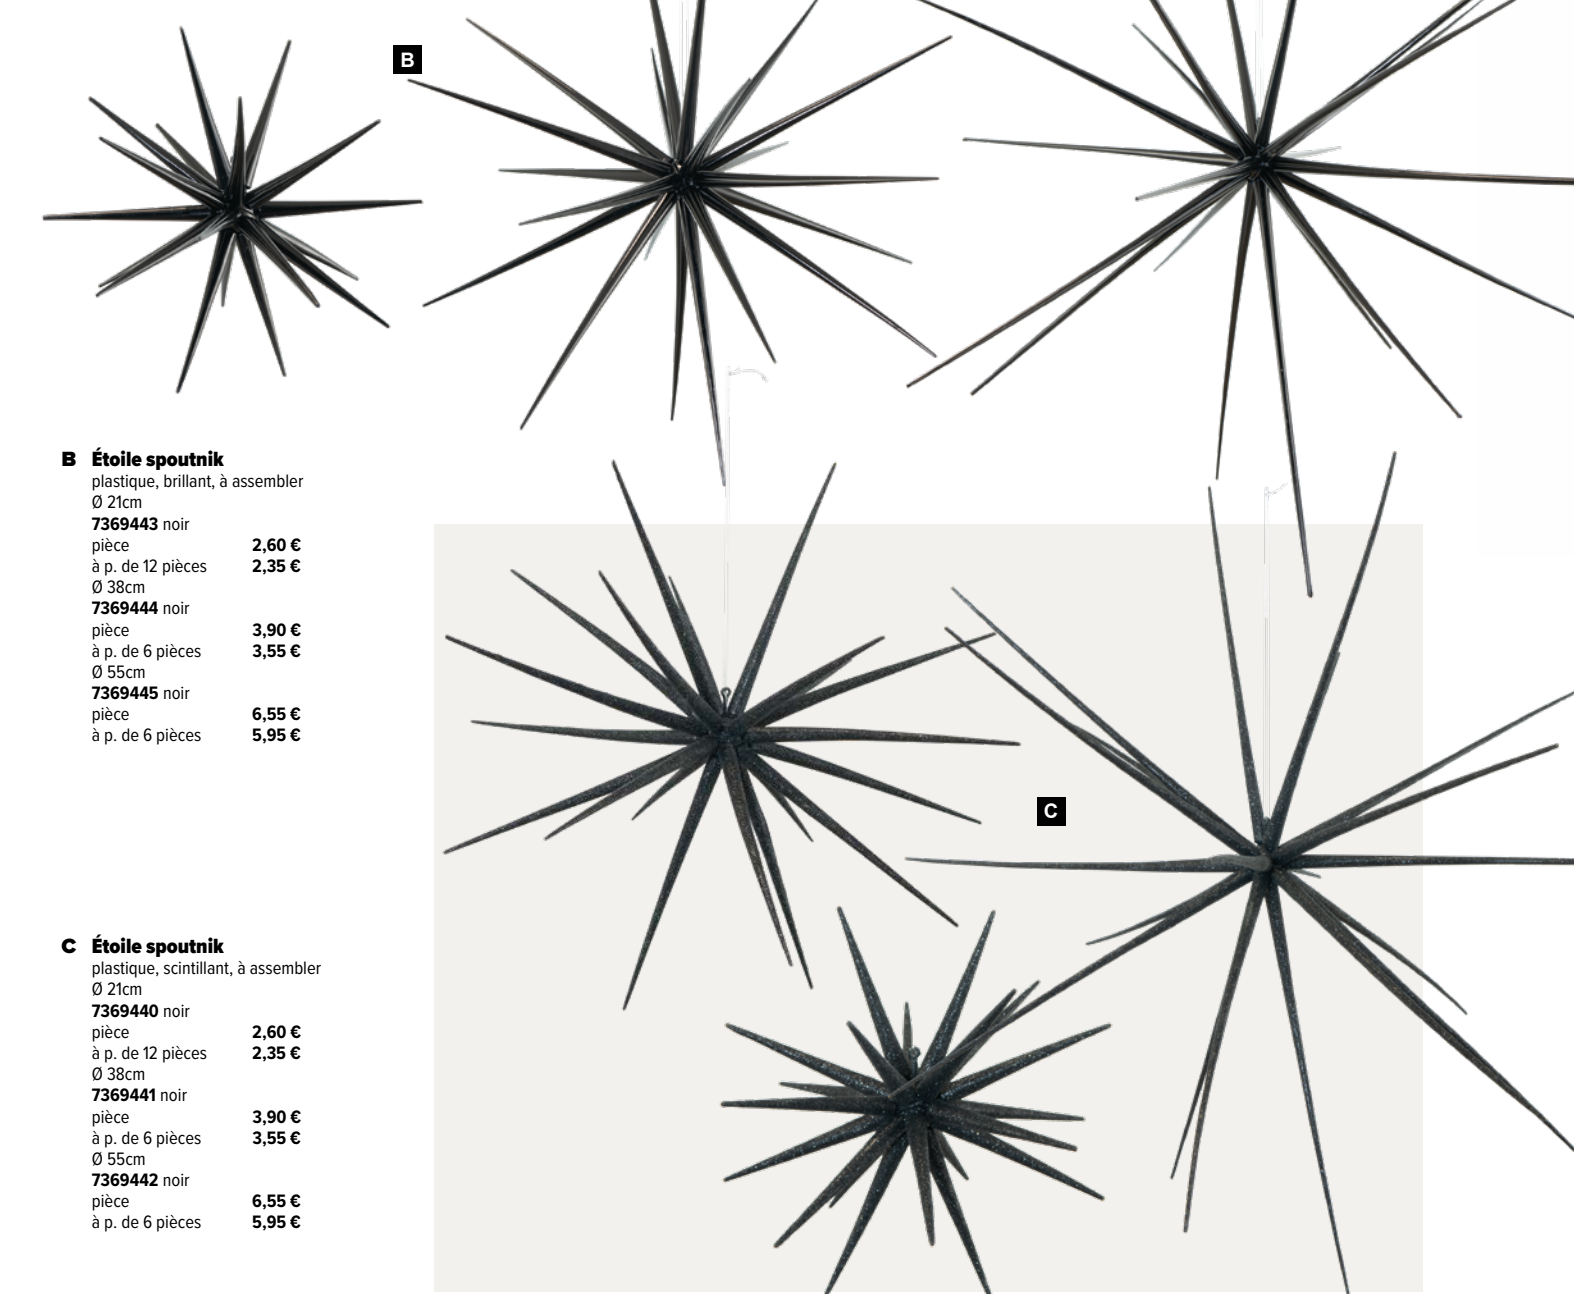 B
B Étoile spoutnik
plastique, brillant, à assembler
Ø 21cm
7369443 noir
pièce 2,60 €
à p. de 12 pièces 2,35 €
Ø 38cm
7369444 noir
pièce 3,90 €
à p. de 6 pièces 3,55 €
Ø 55cm
7369445 noir
pièce 6,55 €
à p. de 6 pièces 5,95 €
C
C Étoile spoutnik
plastique, scintillant, à assembler
Ø 21cm
7369440 noir
pièce 2,60 €
à p. de 12 pièces 2,35 €
Ø 38cm
7369441 noir
pièce 3,90 €
à p. de 6 pièces 3,55 €
Ø 55cm
7369442 noir
pièce 6,55 €
à p. de 6 pièces 5,95 €